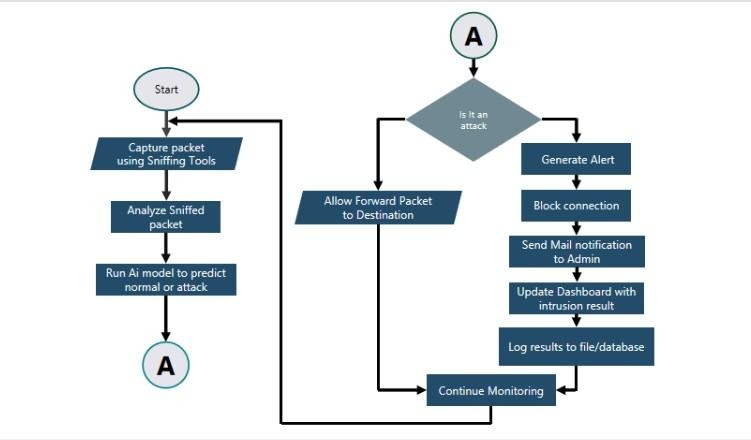 Start
Capture packet
using Sniffing Tools
Analyze Sniffed
packet
Run Ai model to predict
normal or attack
A
A
Is It an
attack
Allow Forward Packet
to Destination
Generate Alert
Block connection
Send Mail notification
to Admin
Update Dashboard with
intrusion result
Log results to file/database
Continue Monitoring